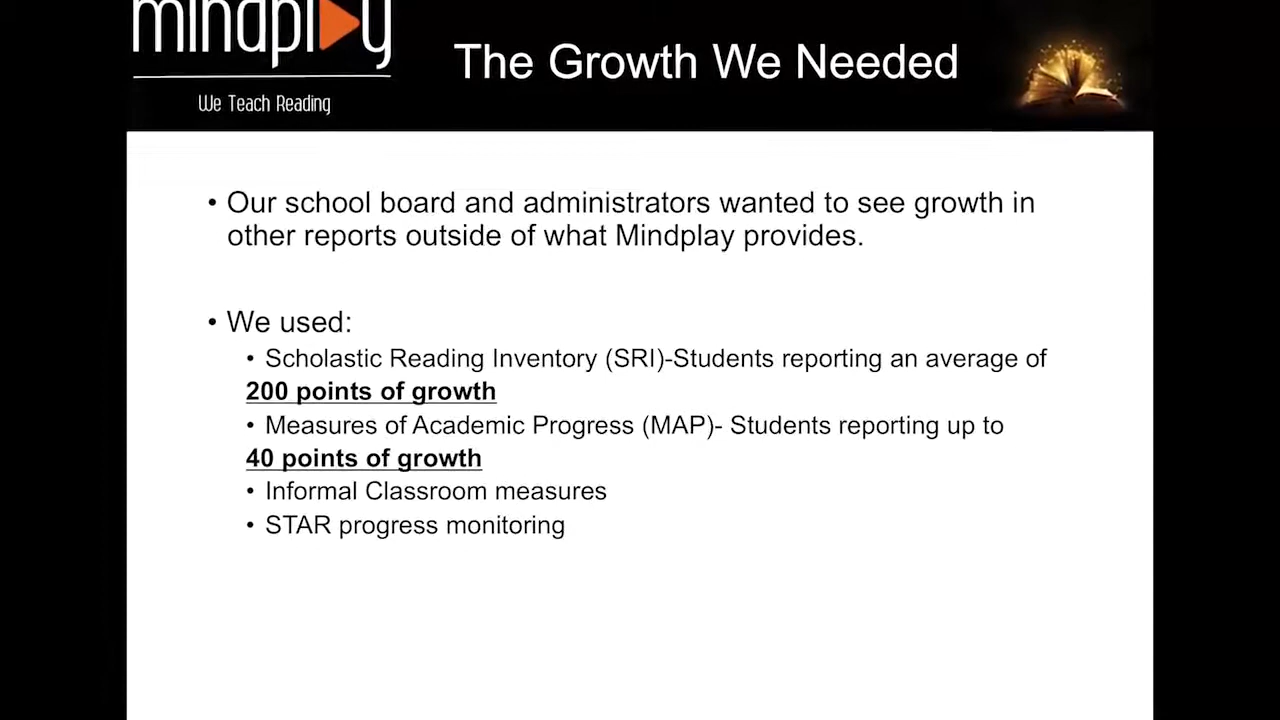 mindplay
The Growth We Needed
We Teach Reading
• Our school board and administrators wanted to see growth in
other reports outside of what Mindplay provides.
• We used:
• Scholastic Reading Inventory (SRI)-Students reporting an average of
200 points of growth
• Measures of Academic Progress (MAP)- Students reporting up to
40 points of growth
• Informal Classroom measures
• STAR progress monitoring